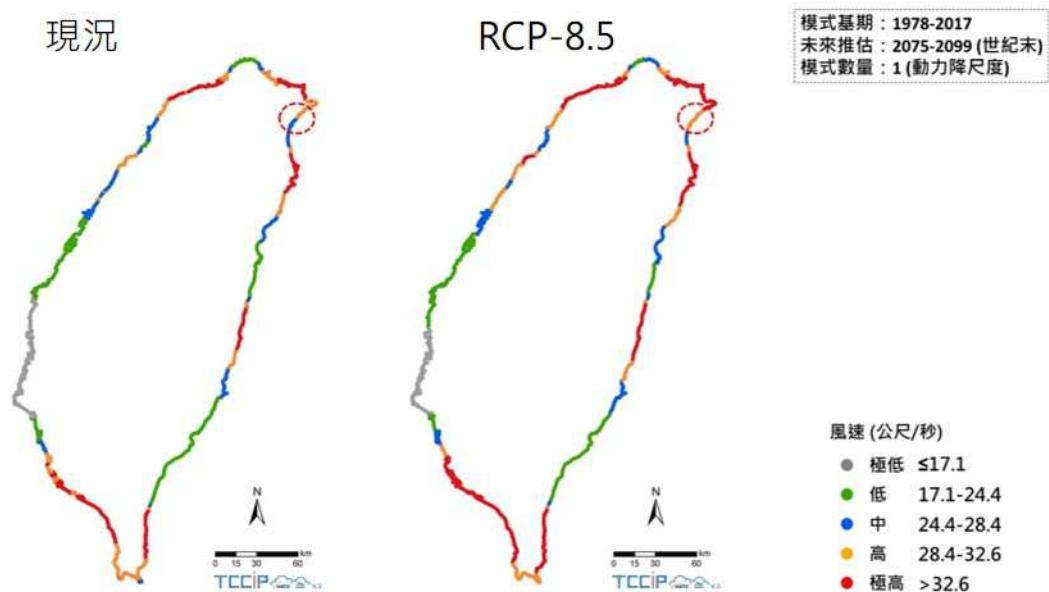 現況
RCP-8.5
模式基期：1978-2017
未來推估：2075-2099 (世紀末)
模式數量：1 (動力降尺度)
N
0 15 30 60 km
TCCIP
N
0 15 30 60 km
TCCIP
風速 (公尺/秒)
極低 ≤17.1
低 17.1-24.4
中 24.4-28.4
高 28.4-32.6
極高 >32.6